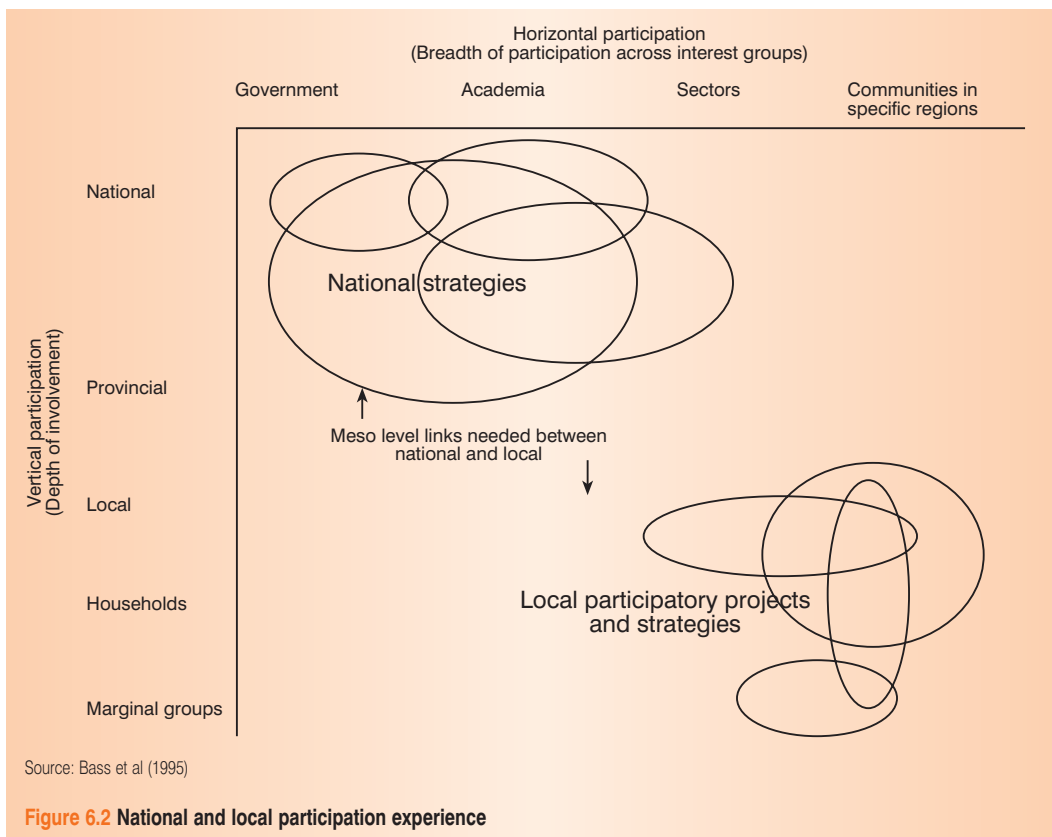 Horizontal participation
(Breadth of participation across interest groups)
Government Academia Sectors Communities in
specific regions
National
National strategies
Vertical participation
(Depth of involvement)
Provincial
Meso level links needed between
national and local
Local
Households
Local participatory projects
and strategies
Marginal groups
Source: Bass et al (1995)
Figure 6.2 National and local participation experience